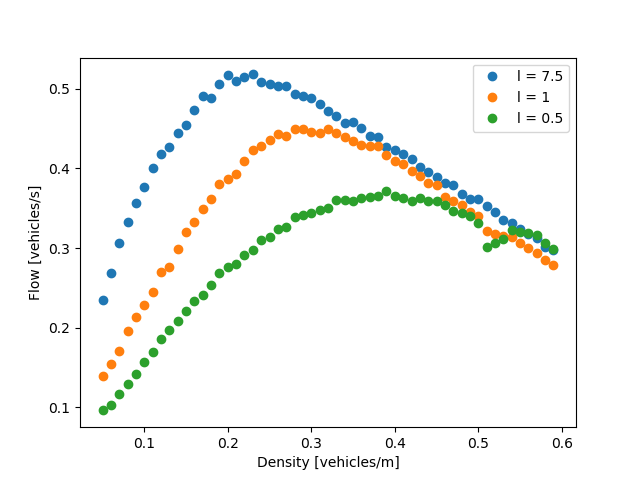 l = 7.5
l = 1
l = 0.5
Flow [vehicles/s]
0.5
0.4
0.3
0.2
0.1
0.1 0.2 0.3 0.4 0.5 0.6
Density [vehicles/m]